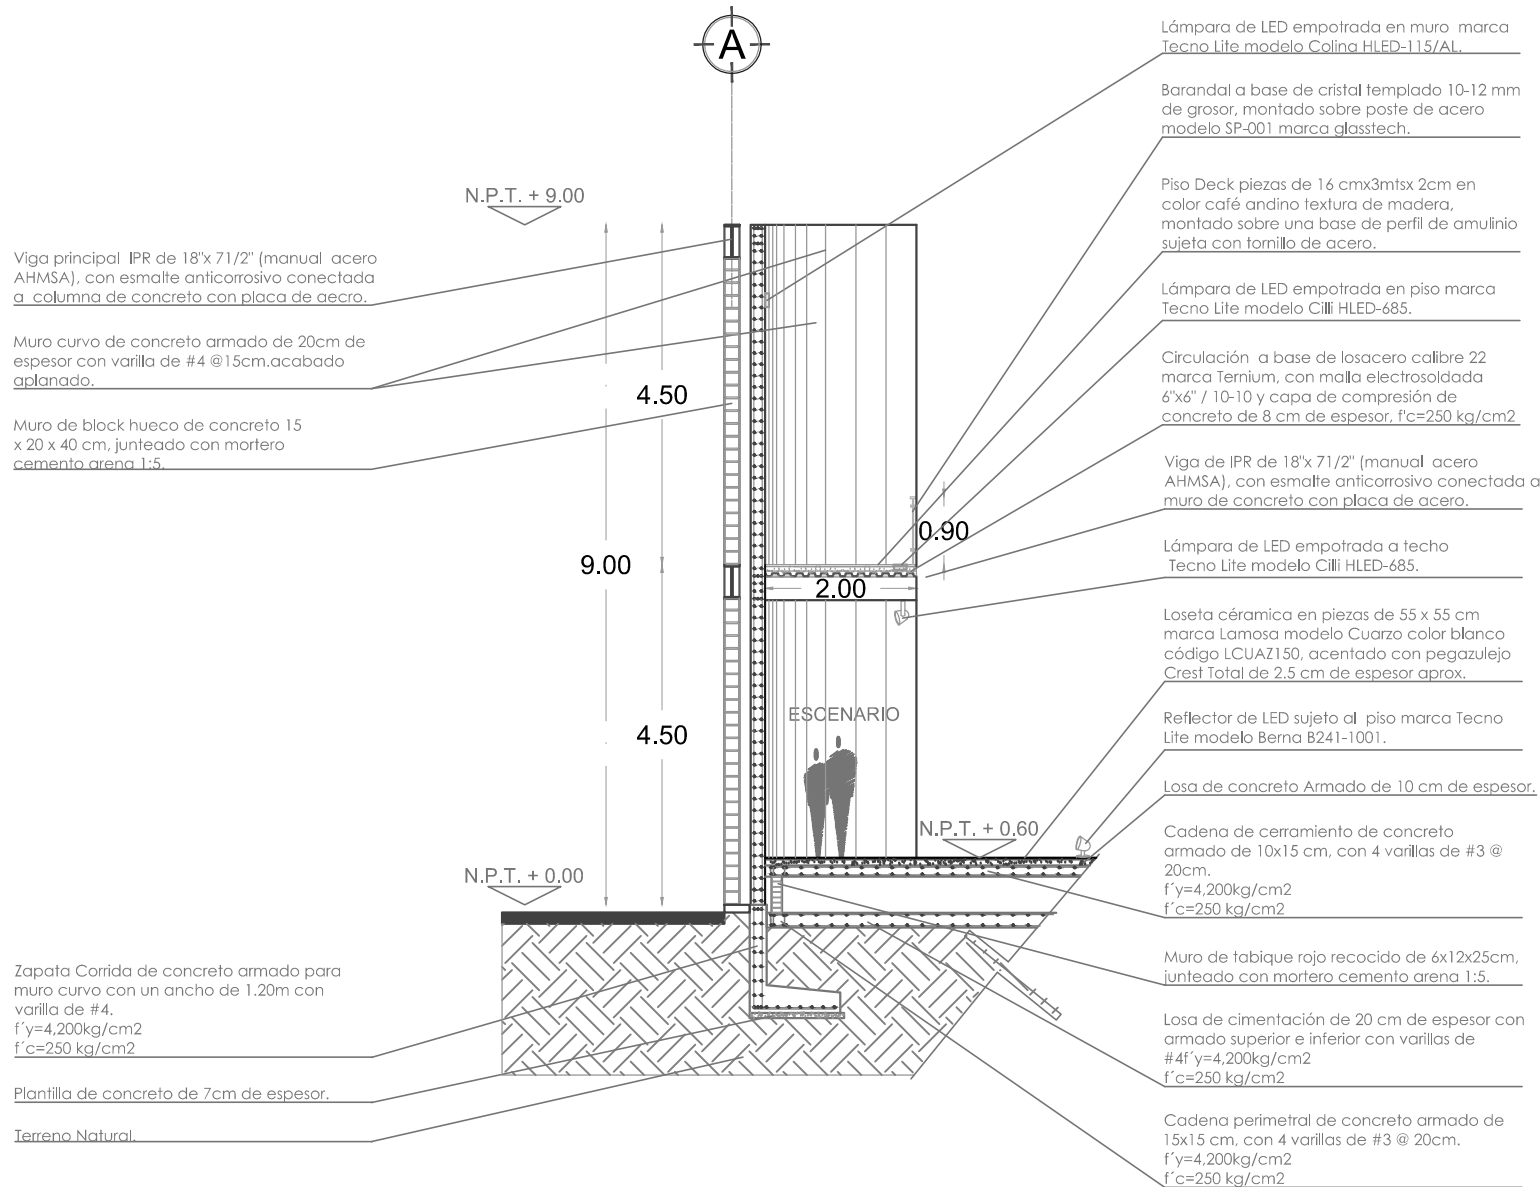 A
N.P.T. + 9.00
Viga principal IPR de 18"x 71/2" (manual acero
AHMSA), con esmalte anticorrosivo conectada
a columna de concreto con placa de aecro.
Muro curvo de concreto armado de 20cm de
espesor con varilla de #4 @15cm.acabado
aplanado.
Muro de block hueco de concreto 15
x 20 x 40 cm, junteado con mortero
cemento arena 1:5.
4.50
9.00
4.50
0.90
2.00
ESCENARIO
N.P.T. + 0.60
N.P.T. + 0.00
Zapata Corrida de concreto armado para
muro curvo con un ancho de 1.20m con
varilla de #4.
f´y=4,200kg/cm2
f´c=250 kg/cm2
Plantilla de concreto de 7cm de espesor.
Terreno Natural.
Lámpara de LED empotrada en muro marca
Tecno Lite modelo Colina HLED-115/AL.
Barandal a base de cristal templado 10-12 mm
de grosor, montado sobre poste de acero
modelo SP-001 marca glasstech.
Piso Deck piezas de 16 cmx3mtsx 2cm en
color café andino textura de madera,
montado sobre una base de perfil de amulinio
sujeta con tornillo de acero.
Lámpara de LED empotrada en piso marca
Tecno Lite modelo Cilli HLED-685.
Circulación a base de losacero calibre 22
marca Ternium, con malla electrosoldada
6"x6" / 10-10 y capa de compresión de
concreto de 8 cm de espesor, f'c=250 kg/cm2
Viga de IPR de 18"x 71/2" (manual acero
AHMSA), con esmalte anticorrosivo conectada a
muro de concreto con placa de acero.
Lámpara de LED empotrada a techo
Tecno Lite modelo Cilli HLED-685.
Loseta céramica en piezas de 55 x 55 cm
marca Lamosa modelo Cuarzo color blanco
código LCUAZ150, acentado con pegazulejo
Crest Total de 2.5 cm de espesor aprox.
Reflector de LED sujeto al piso marca Tecno
Lite modelo Berna B241-1001.
Losa de concreto Armado de 10 cm de espesor.
Cadena de cerramiento de concreto
armado de 10x15 cm, con 4 varillas de #3 @
20cm.
f´y=4,200kg/cm2
f´c=250 kg/cm2
Muro de tabique rojo recocido de 6x12x25cm,
junteado con mortero cemento arena 1:5.
Losa de cimentación de 20 cm de espesor con
armado superior e inferior con varillas de
#4f´y=4,200kg/cm2
f´c=250 kg/cm2
Cadena perimetral de concreto armado de
15x15 cm, con 4 varillas de #3 @ 20cm.
f´y=4,200kg/cm2
f´c=250 kg/cm2